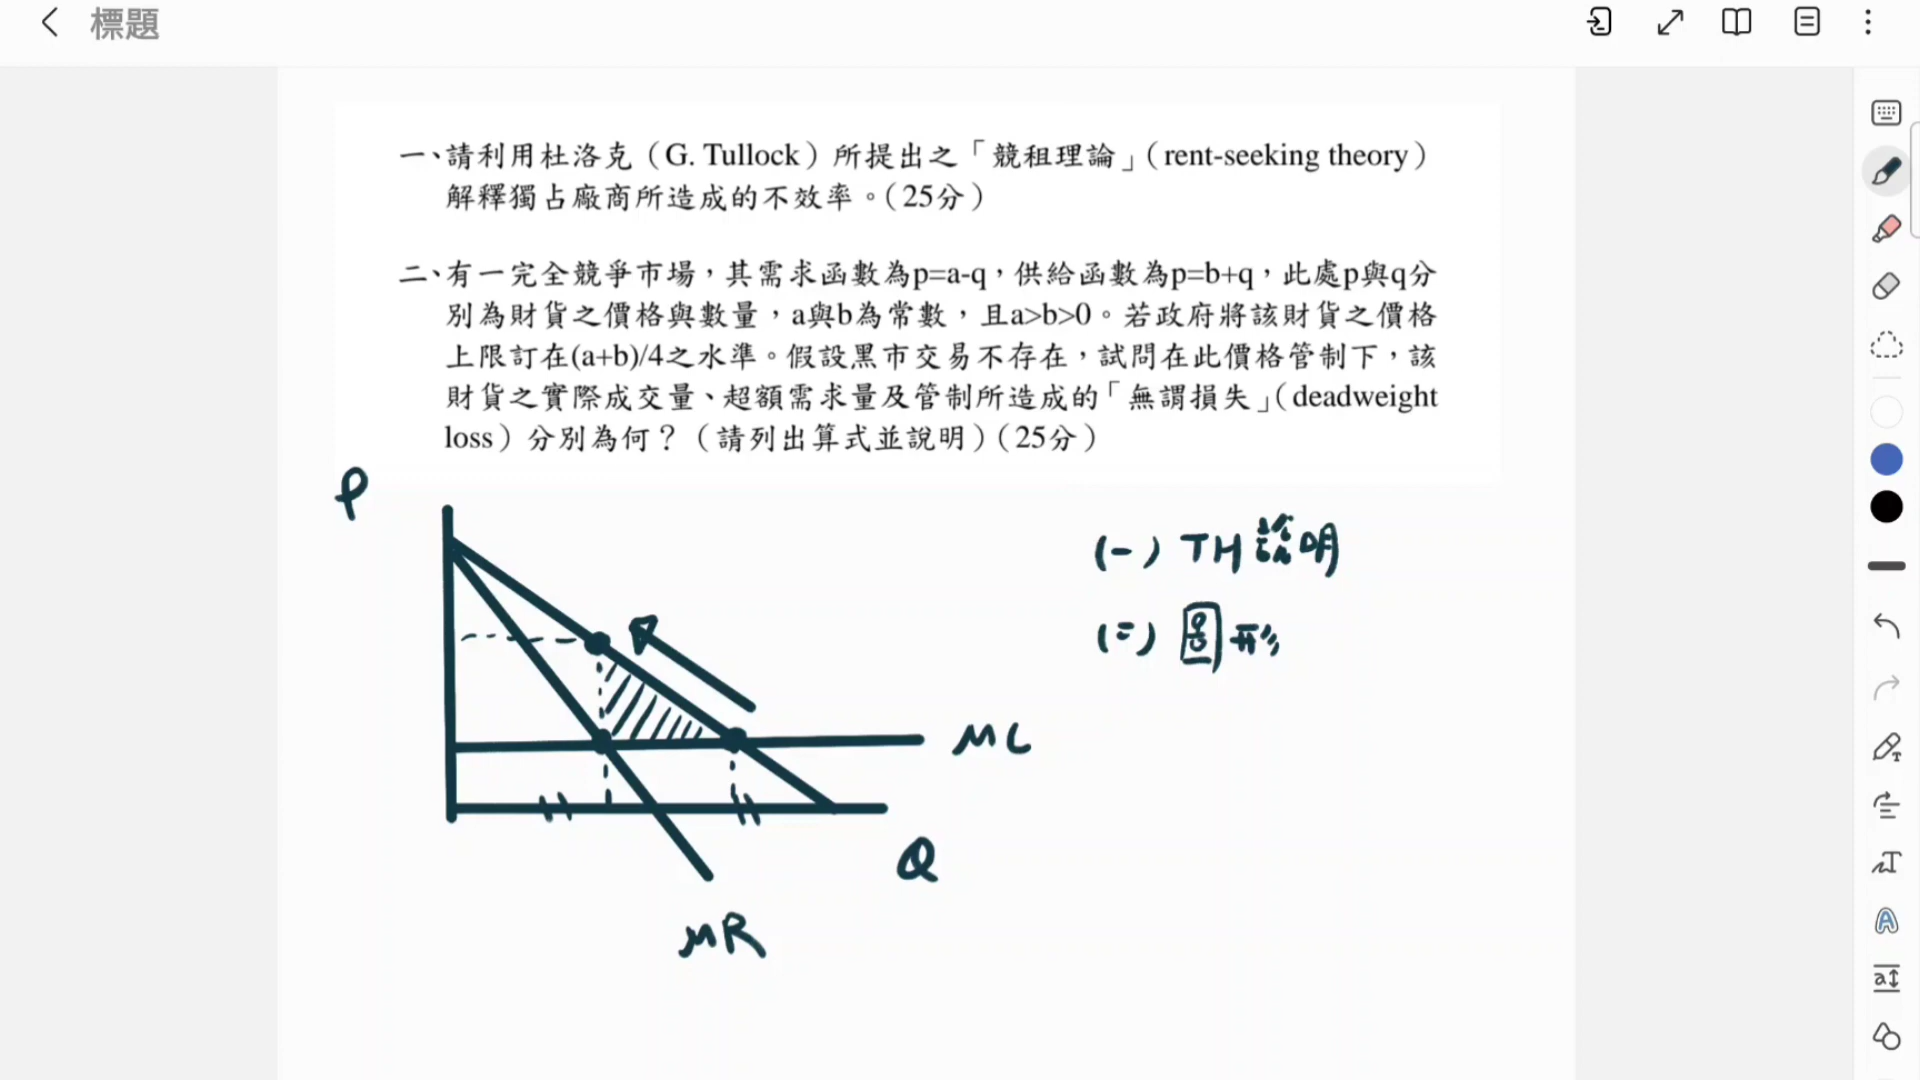 標題
一、請利用杜洛克（G. Tullock）所提出之「競租理論」（rent-seeking theory）
解釋獨占廠商所造成的不效率。（25分）
二、有一完全競爭市場，其需求函數為p=a-q，供給函數為p=b+q，此處p與q分
別為財貨之價格與數量，a與b為常數，且a>b>0。若政府將該財貨之價格
上限訂在(a+b)/4之水準。假設黑市交易不存在，試問在此價格管制下，該
財貨之實際成交量、超額需求量及管制所造成的「無謂損失」（deadweight
loss）分別為何？（請列出算式並說明）（25分）
P
(一) TH 說明
(二) 圖形
MC
Q
MR